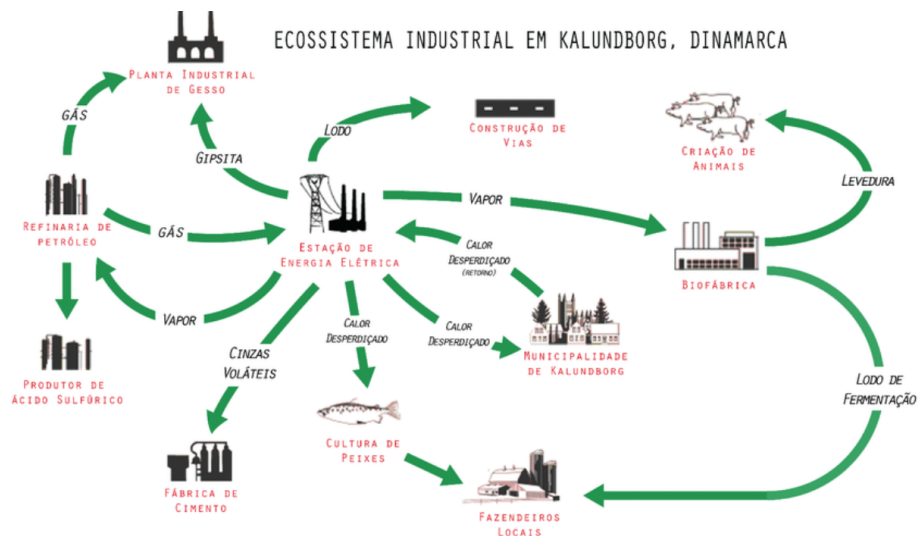 ECOSSISTEMA INDUSTRIAL EM KALUNDBORG, DINAMARCA
PLANTA INDUSTRIAL
DE GESSO
GÁS
LODO
CONSTRUÇÃO DE
VIAS
CRIAÇÃO DE
ANIMAIS
GIPSITA
LEVEDURA
VAPOR
REFINARIA DE
PETRÓLEO
GÁS
ESTAÇÃO DE
ENERGIA ELÉTRICA
CALOR
DESPERDIÇADO
(RETORNO)
BIOFÁBRICA
VAPOR
CALOR
DESPERDIÇADO
CALOR
DESPERDIÇADO
CINZAS
VOLÁTEIS
MUNICIPALIDADE
DE KALUNDBORG
PRODUTOR DE
ÁCIDO SULFÚRICO
LODO DE
FERMENTAÇÃO
CULTURA DE
PEIXES
FÁBRICA DE
CIMENTO
FAZENDEIROS
LOCAIS